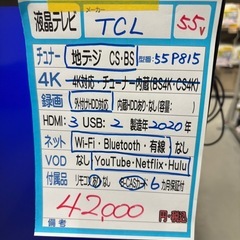 液晶テレビ メーカー TCL 55v
チューナー 地デジ CS・BS 型番:55P815
4K 4K対応・チューナー内蔵(BS4K・CS4K)
録画 外付けHDD対応 内蔵HDDあり・なし(容量: )
HDMI:3 USB:2 製造年2020年
ネット Wi-Fi・Bluetooth・有線 なし
VOD なし YouTube・Netflix・Hulu
付属品 リモコン あり・なし B-CAS 6カ月保証付
42,000 円・税込
備考